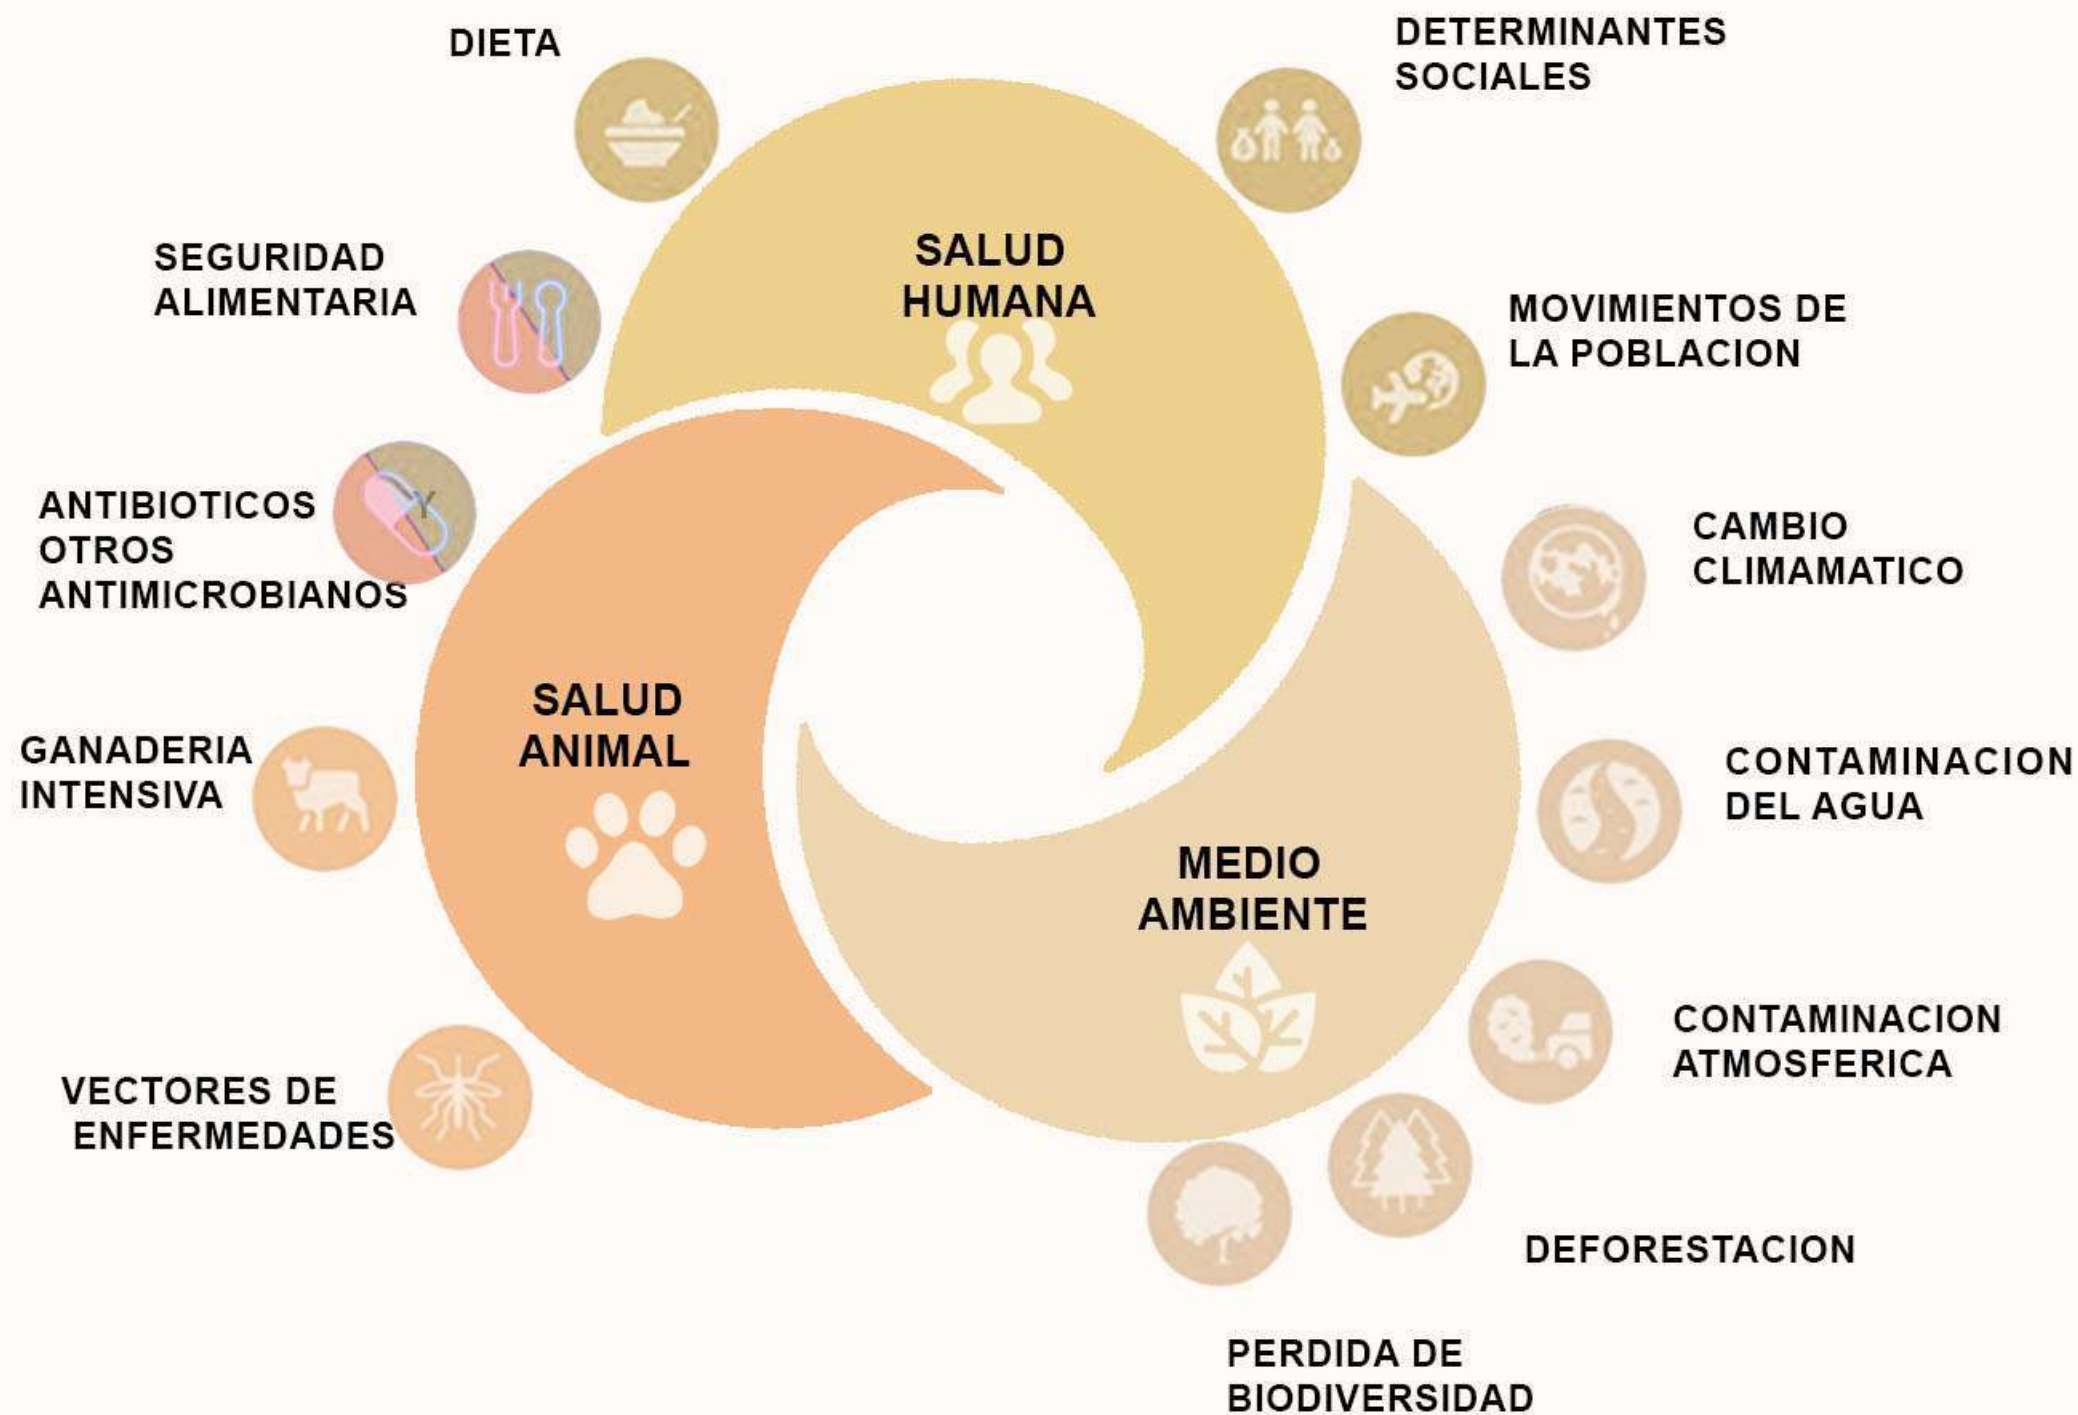 DIETA
DETERMINANTES
SOCIALES
SEGURIDAD
ALIMENTARIA
SALUD
HUMANA
MOVIMIENTOS DE
LA POBLACION
ANTIBIOTICOS Y
OTROS
ANTIMICROBIANOS
CAMBIO
CLIMAMATICO
SALUD
ANIMAL
GANADERIA
INTENSIVA
CONTAMINACION
DEL AGUA
MEDIO
AMBIENTE
CONTAMINACION
ATMOSFERICA
VECTORES DE
ENFERMEDADES
DEFORESTACION
PERDIDA DE
BIODIVERSIDAD